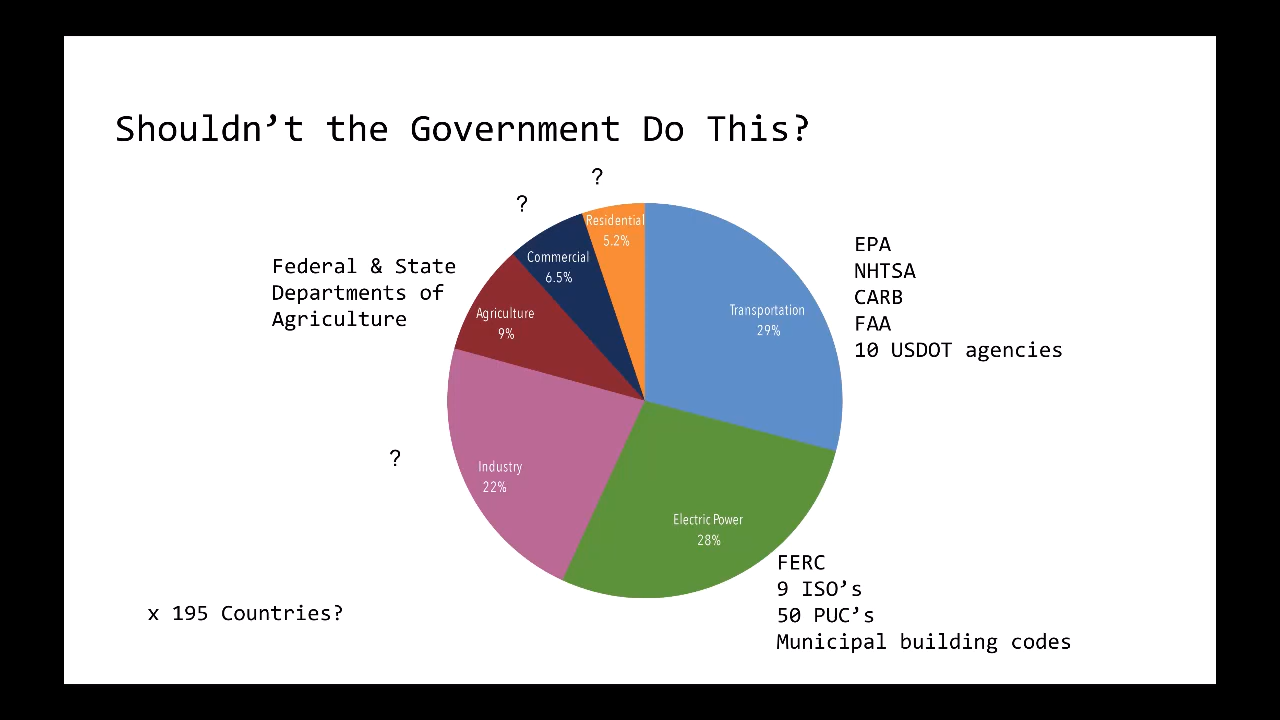 Shouldn’t the Government Do This?
?
?
Residential
5.2%
Commercial
6.5%
Federal & State
Departments of
Agriculture
Agriculture
9%
Transportation
29%
EPA
NHTSA
CARB
FAA
10 USDOT agencies
?
Industry
22%
Electric Power
28%
FERC
9 ISO’s
50 PUC’s
Municipal building codes
x 195 Countries?